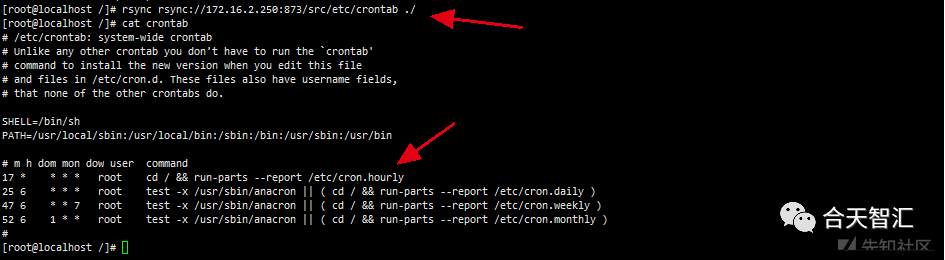 [root@localhost /]# rsync rsync://172.16.2.250:873/src/etc/crontab ./
[root@localhost /]# cat crontab
# /etc/crontab: system-wide crontab
# Unlike any other crontab you don't have to run the `crontab'
# command to install the new version when you edit this file
# and files in /etc/cron.d. These files also have username fields,
# that none of the other crontabs do.

SHELL=/bin/sh
PATH=/usr/local/sbin:/usr/local/bin:/sbin:/bin:/usr/sbin:/usr/bin

# m h dom mon dow user  command
17 *    * * *   root    cd / && run-parts --report /etc/cron.hourly
25 6    * * *   root    test -x /usr/sbin/anacron || ( cd / && run-parts --report /etc/cron.daily )
47 6    * * 7   root    test -x /usr/sbin/anacron || ( cd / && run-parts --report /etc/cron.weekly )
52 6    1 * *   root    test -x /usr/sbin/anacron || ( cd / && run-parts --report /etc/cron.monthly )
#
[root@localhost /]#
合天智汇
先知社区